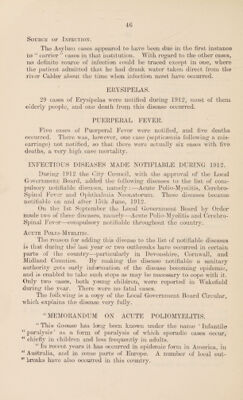 46
SOURCE OF INFECTION.
The Asylum cases appeared to have been due in the first instance
to "carrier" cases in that institution. With regard to the other cases,
no definite source of infection could be traced except in one, where
the patient admitted that he had drunk water taken direct from the
river Calder about the time when infection must have occurred.
ERYSIPELAS.
29 cases of Erysipelas were notified during 1912, most of them
elderly people, and one death from this disease occurred.
PUERPERAL FEVER.
Five cases of Puerperal Fever were notified, and five deaths
occurred. There was, however, one case (septicæmia following a mis-
carriage) not notified, so that there were actually six cases with five
deaths, a very high case mortality.
INFECTIOUS DISEASES MADE NOTIFIABLE DURING 1912.
During 1912 the City Council, with the approval of the Local
Government Board, added the following diseases to the list of com-
pulsory notifiable diseases, namely:—Acute Polio-Myelitis, Cerebro-
Spinal Fever and Ophthalmia Neonatorum. These diseases became
notifiable on and after 15th June, 1912.
On the 1st September the Local Government Board by Order
made two of these diseases, namely—Acute Polio-Myelitis and Cerebro-
Spinal Fever—compulsory notifiable throughout the country.
ACUTE POLIO-MYELITIS.
The reason for adding this disease to the list of notifiable diseases
is that during the last year or two outbreaks have occurred in certain
parts of the country—particularly in Devonshire, Cornwall, and
Midland Counties. By making the disease notifiable a sanitary
authority gets early information of the disease becoming epidemic,
and is enabled to take such steps as may be necessary to cope with it.
Only two cases, both young children, were reported in Wakefield
during the year. There were no fatal cases.
The following is a copy of the Local Government Board Circular,
which explains the disease very fully.
"MEMORANDUM ON ACUTE POLIOMYELITIS.
"This disease has long been known under the name 'Infantile
"paralysis' as a form of paralysis of which sporadic cases occur,
"chiefly in children and less frequently in adults.
"In recent years it has occurred in epidemic form in America, in
"Australia, and in some parts of Europe. A number of local out-
"breaks have also occurred in this country.